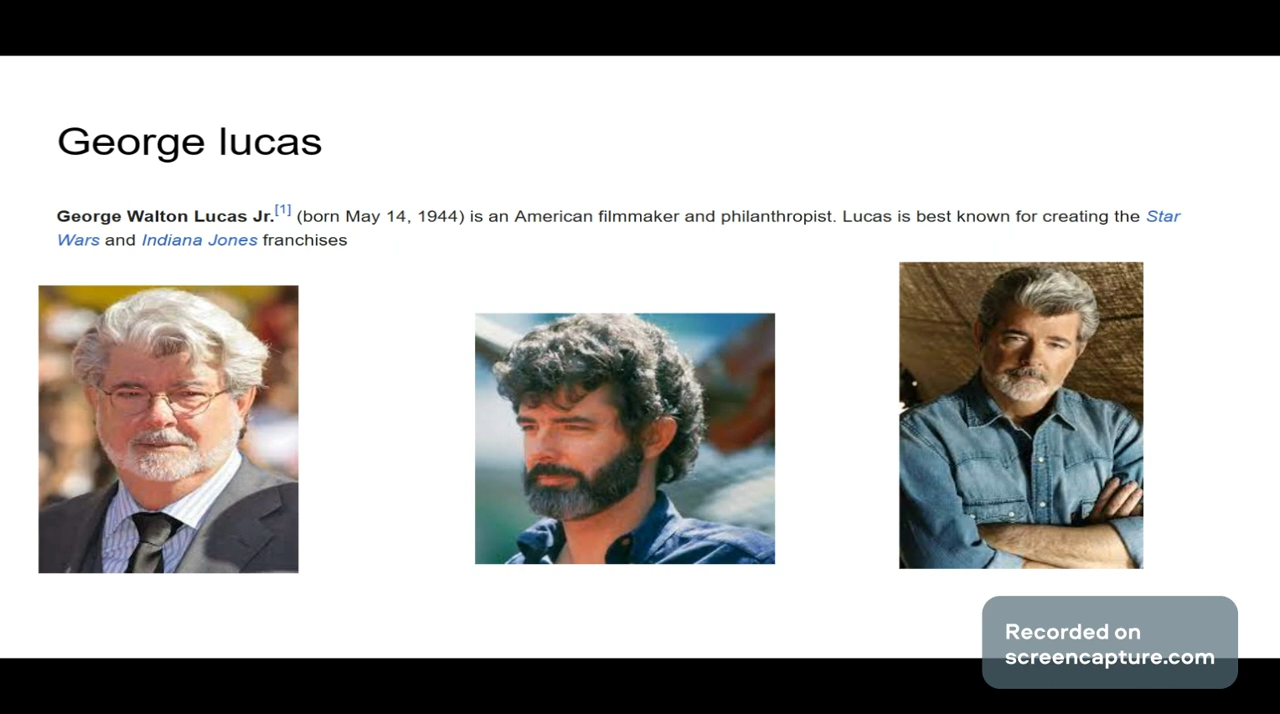 George lucas
George Walton Lucas Jr.[1] (born May 14, 1944) is an American filmmaker and philanthropist. Lucas is best known for creating the Star
Wars and Indiana Jones franchises
Recorded on
screencapture.com